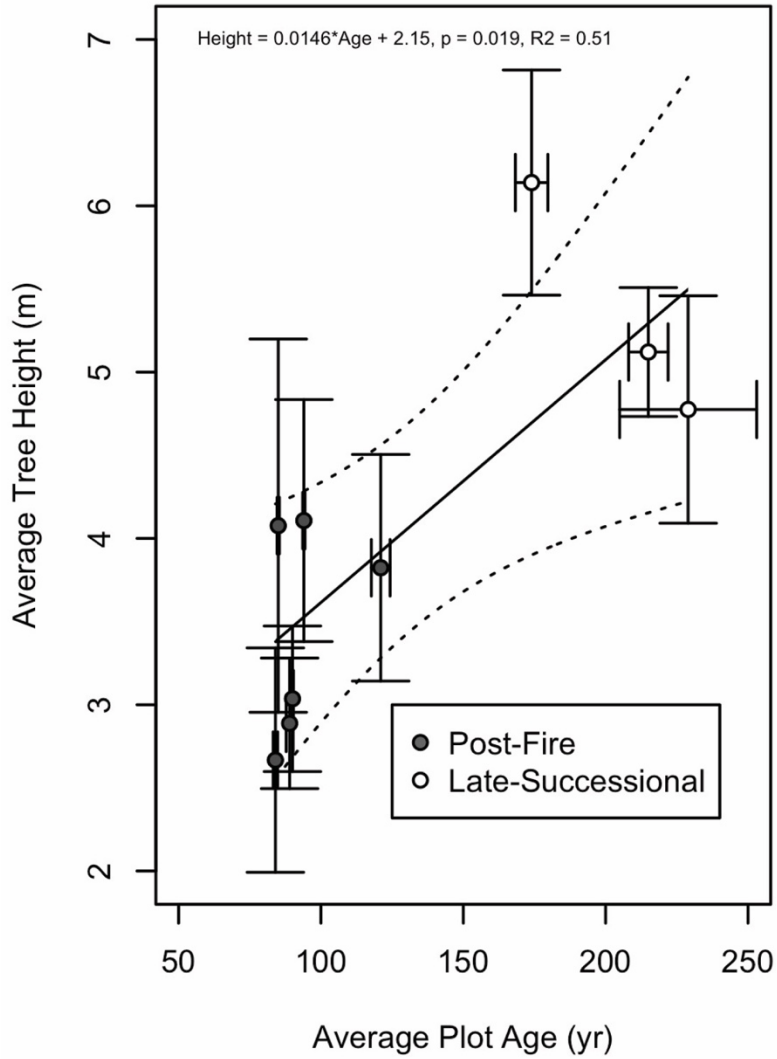 Height = 0.0146*Age + 2.15, p = 0.019, R2 = 0.51
7
6
5
4
3
2
Average Tree Height (m)
Post-Fire
Late-Successional
50 100 150 200 250
Average Plot Age (yr)